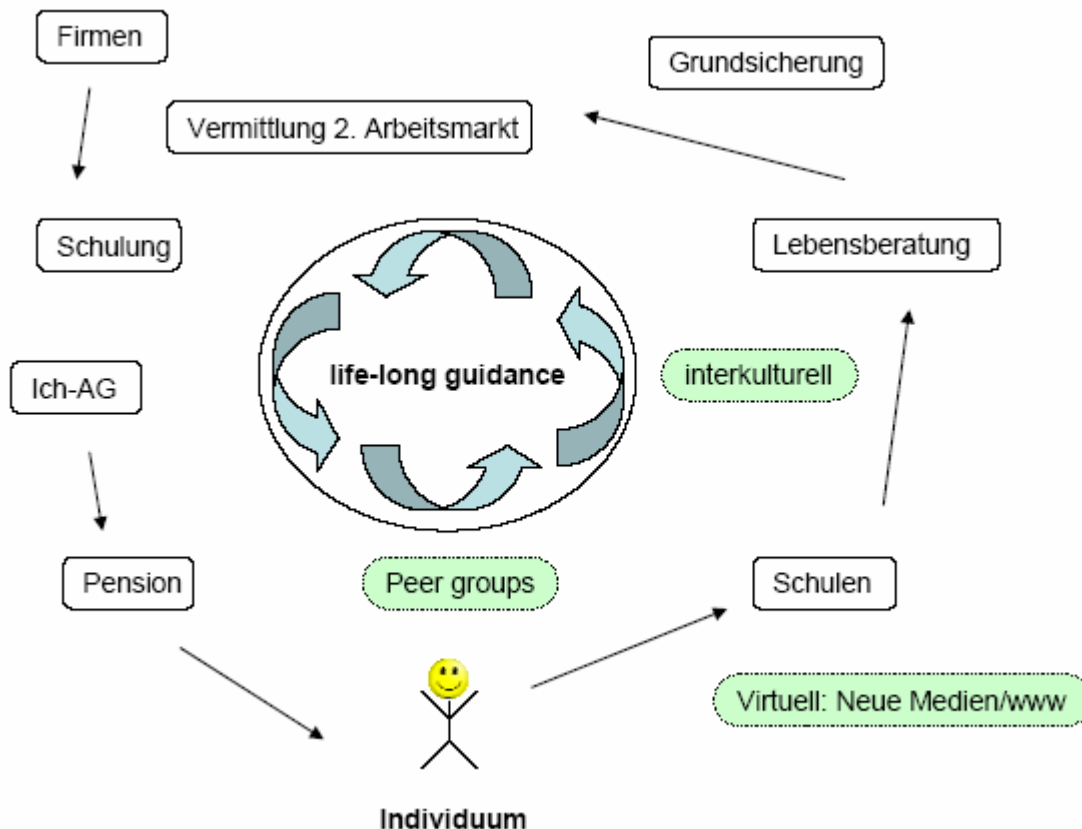 Firmen
Grundsicherung
Vermittlung 2. Arbeitsmarkt
Schulung
Lebensberatung
life-long guidance
interkulturell
Ich-AG
Pension
Peer groups
Schulen
Virtuell: Neue Medien/www
Individuum